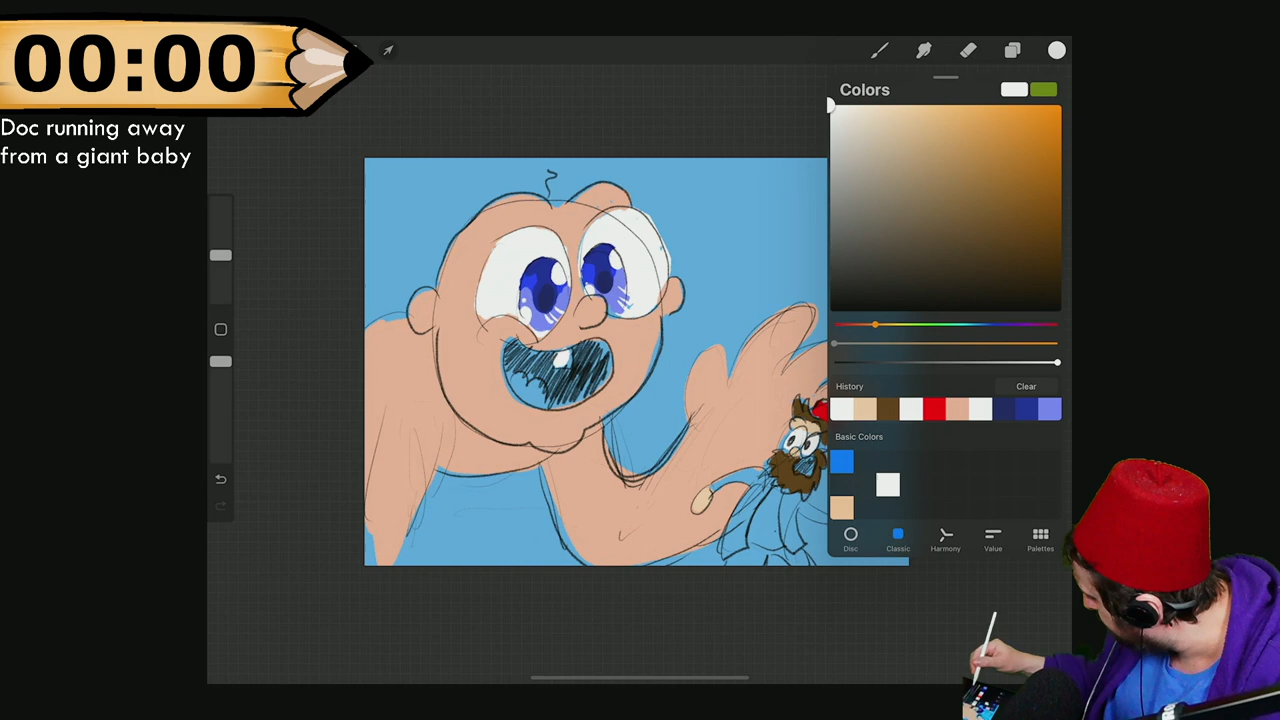 00:00
Doc running away
from a giant baby
Colors
History
Clear
Basic Colors
Disc
Classic
Harmony
Value
Palettes